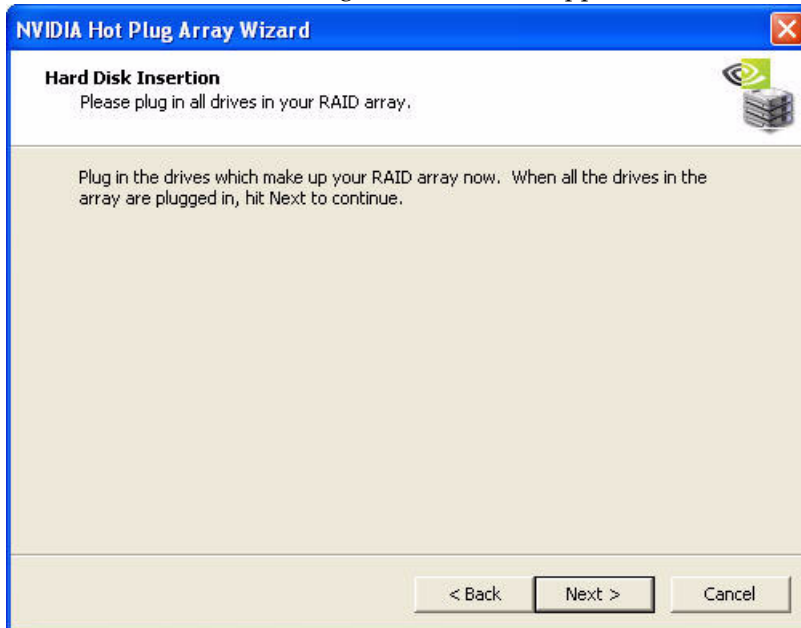 NVIDIA Hot Plug Array Wizard
Hard Disk Insertion
Please plug in all drives in your RAID array.
Plug in the drives which make up your RAID array now. When all the drives in the
array are plugged in, hit Next to continue.
< Back Next > Cancel